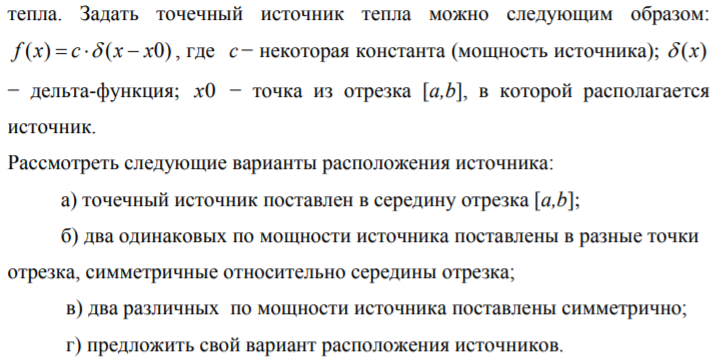 тепла. Задать точечный источник тепла можно следующим образом:
f(x) = c · δ(x − x0), где c − некоторая константа (мощность источника); δ(x)
− дельта-функция; x0 − точка из отрезка [a,b], в которой располагается
источник.
Рассмотреть следующие варианты расположения источника:
а) точечный источник поставлен в середину отрезка [a,b];
б) два одинаковых по мощности источника поставлены в разные точки
отрезка, симметричные относительно середины отрезка;
в) два различных по мощности источника поставлены симметрично;
г) предложить свой вариант расположения источников.